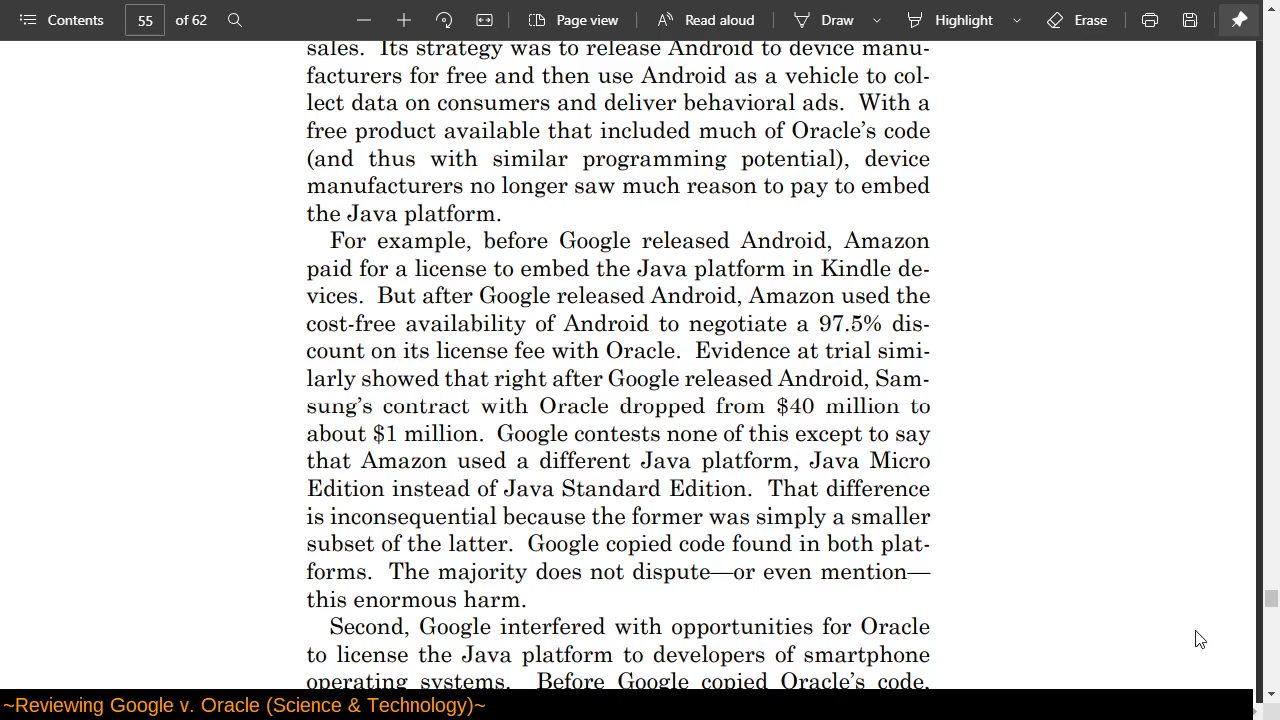 Contents 55 of 62 Page view Read aloud Draw Highlight Erase
sales. Its strategy was to release Android to device manu-
facturers for free and then use Android as a vehicle to col-
lect data on consumers and deliver behavioral ads. With a
free product available that included much of Oracle's code
(and thus with similar programming potential), device
manufacturers no longer saw much reason to pay to embed
the Java platform.
For example, before Google released Android, Amazon
paid for a license to embed the Java platform in Kindle de-
vices. But after Google released Android, Amazon used the
cost-free availability of Android to negotiate a 97.5% dis-
count on its license fee with Oracle. Evidence at trial simi-
larly showed that right after Google released Android, Sam-
sung's contract with Oracle dropped from $40 million to
about $1 million. Google contests none of this except to say
that Amazon used a different Java platform, Java Micro
Edition instead of Java Standard Edition. That difference
is inconsequential because the former was simply a smaller
subset of the latter. Google copied code found in both plat-
forms. The majority does not dispute—or even mention—
this enormous harm.
Second, Google interfered with opportunities for Oracle
to license the Java platform to developers of smartphone
operating systems. Before Google copied Oracle's code,
~Reviewing Google v. Oracle (Science & Technology)~